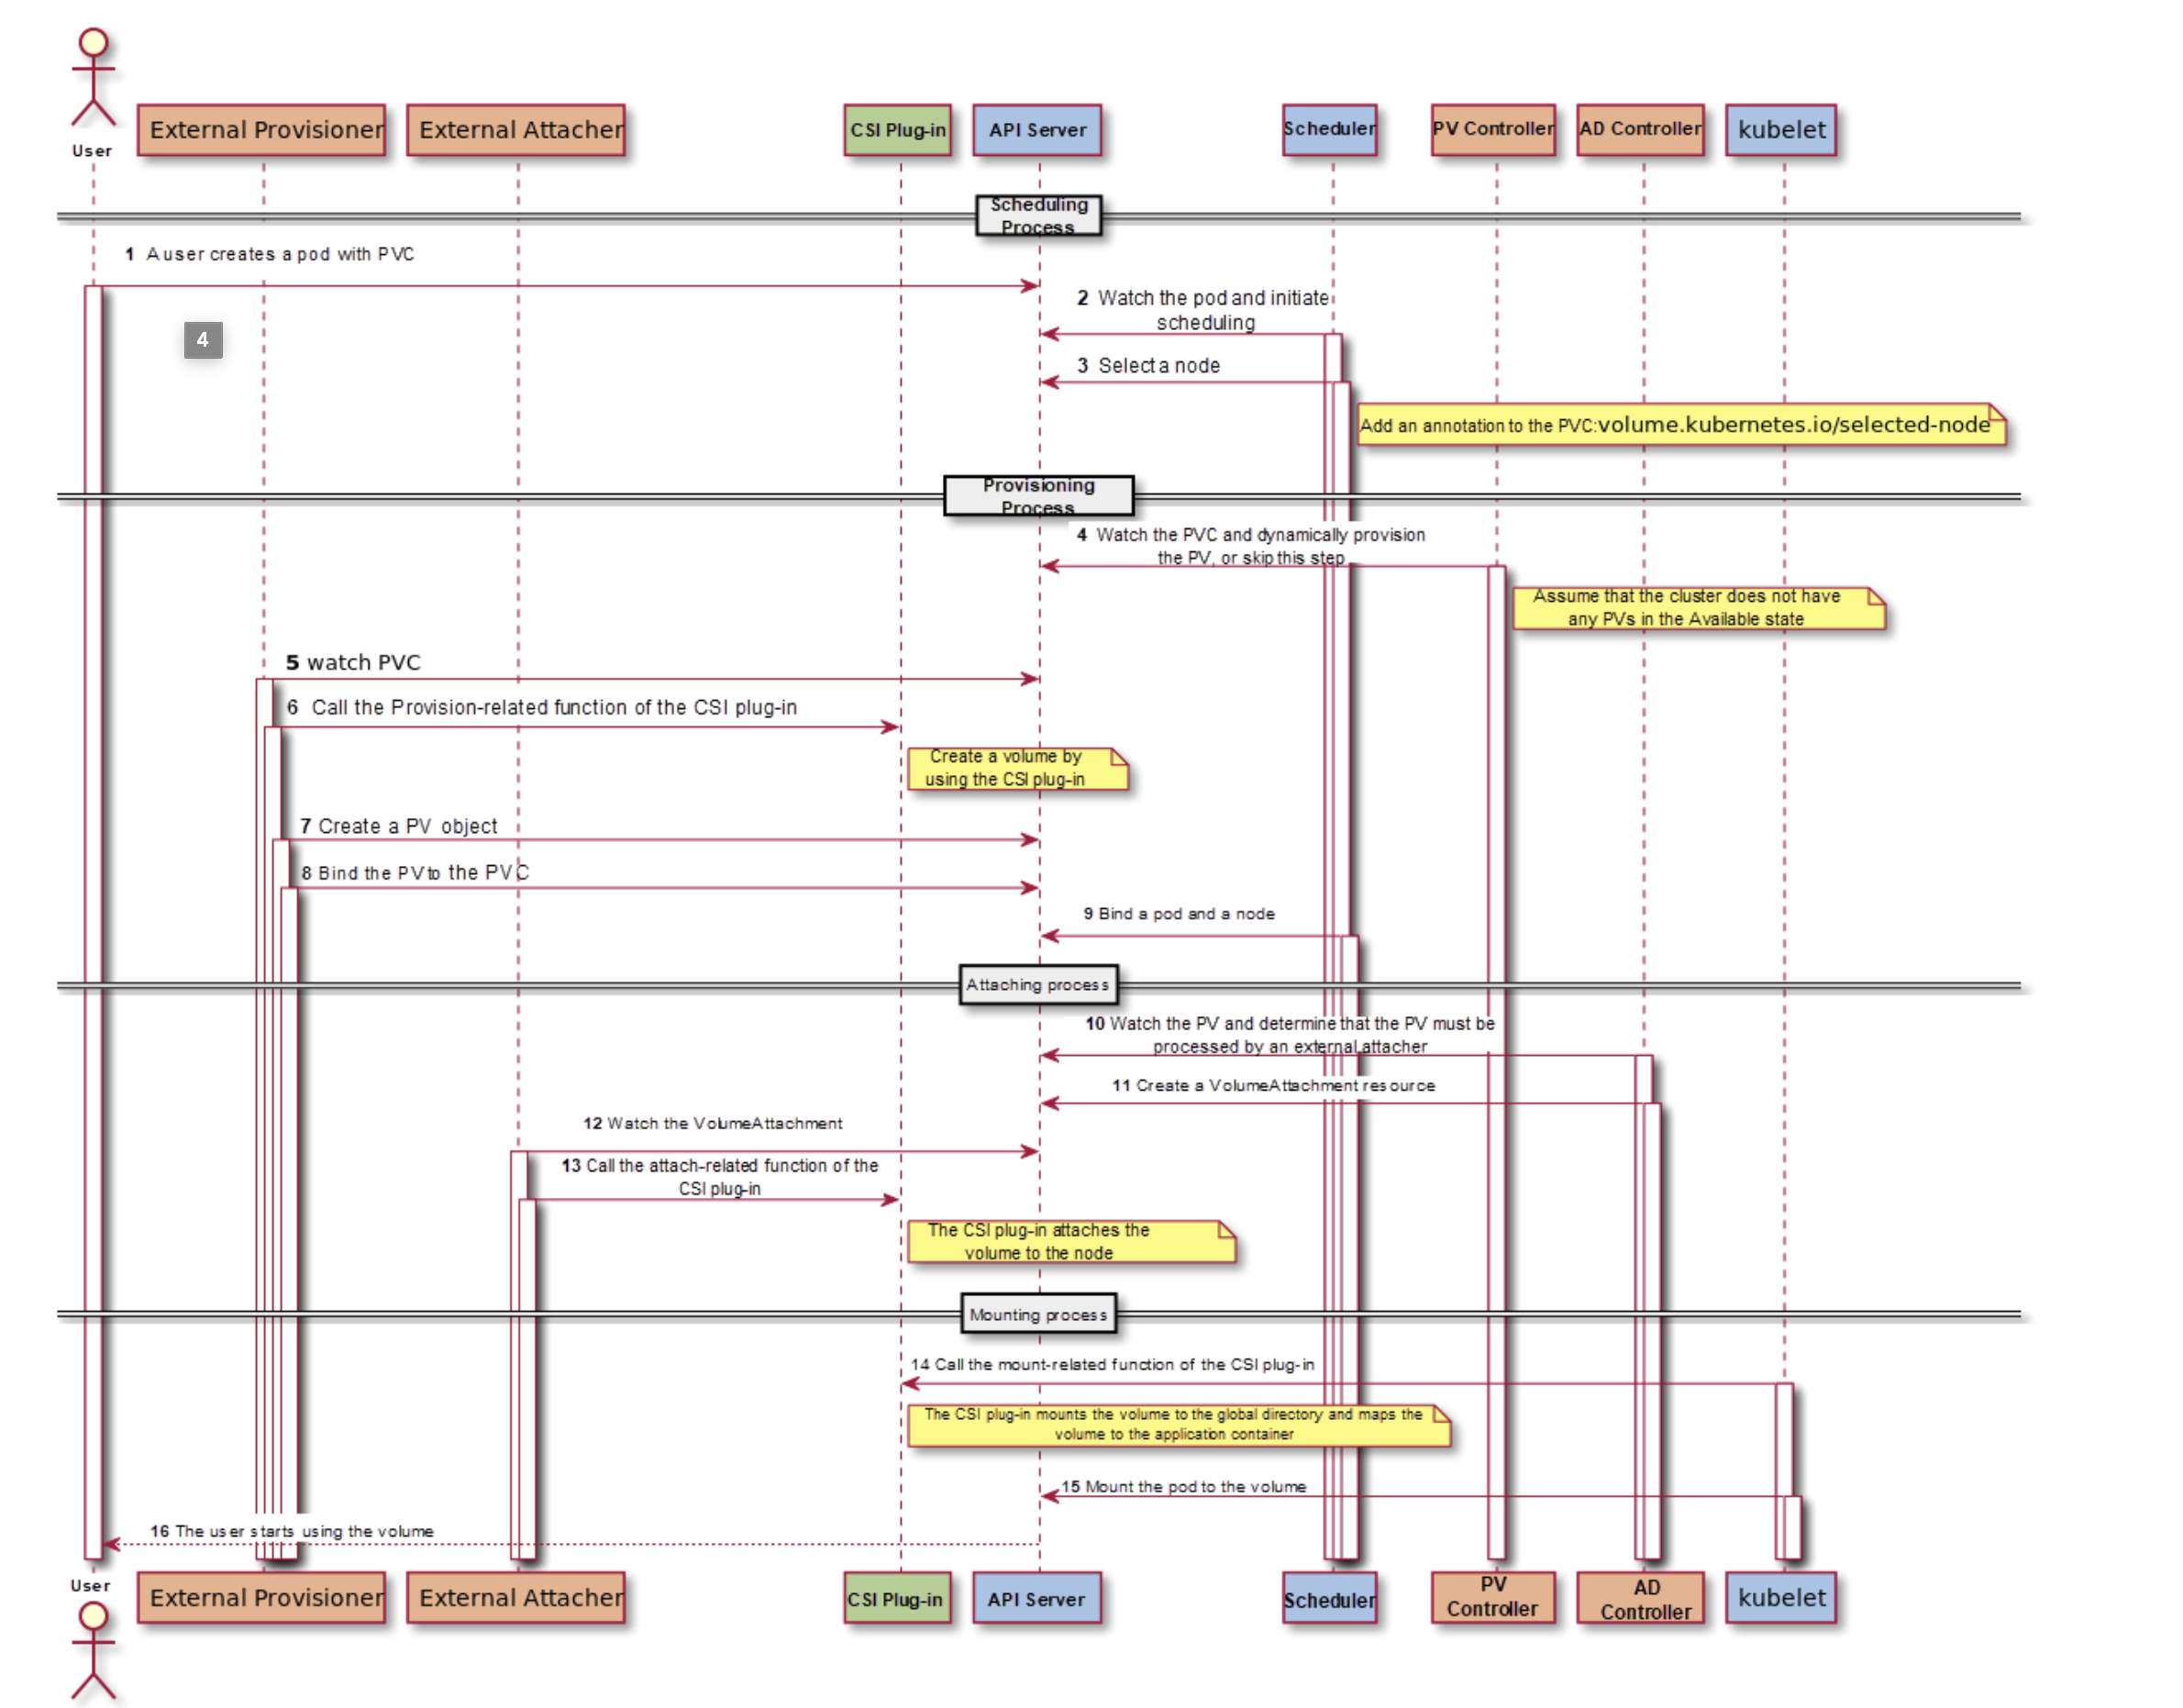 User
External Provisioner
External Attacher
CSI Plug-in
API Server
Scheduler
PV Controller
AD Controller
kubelet
Scheduling
Process
1 A user creates a pod with PVC
2 Watch the pod and initiate
scheduling
4
3 Select a node
Add an annotation to the PVC:volume.kubernetes.io/selected-node
Provisioning
Process
4 Watch the PVC and dynamically provision
the PV, or skip this step
Assume that the cluster does not have
any PVs in the Available state
5 watch PVC
6 Call the Provision-related function of the CSI plug-in
Create a volume by
using the CSI plug-in
7 Create a PV object
8 Bind the PV to the PVC
9 Bind a pod and a node
Attaching process
10 Watch the PV and determine that the PV must be
processed by an external attacher
11 Create a VolumeAttachment resource
12 Watch the VolumeAttachment
13 Call the attach-related function of the
CSI plug-in
The CSI plug-in attaches the
volume to the node
Mounting process
14 Call the mount-related function of the CSI plug-in
The CSI plug-in mounts the volume to the global directory and maps the
volume to the application container
15 Mount the pod to the volume
16 The user starts using the volume
User
External Provisioner
External Attacher
CSI Plug-in
API Server
Scheduler
PV
Controller
AD
Controller
kubelet